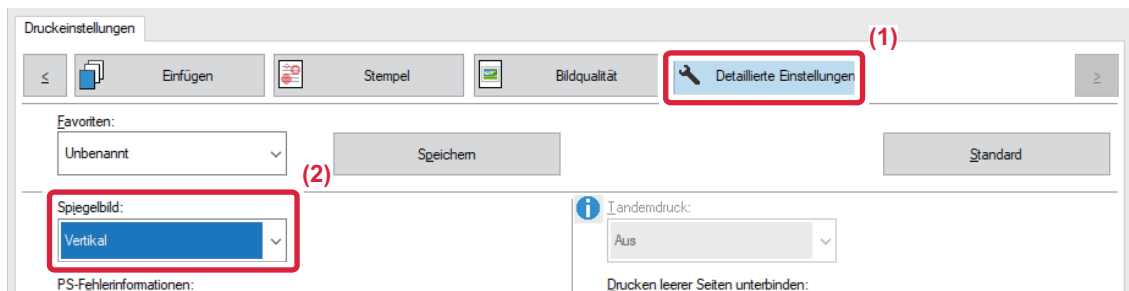 Druckeinstellungen
(1)
≤ Einfügen Stempel Bildqualität Detaillierte Einstellungen ≥
Favoriten:
Unbenannt Speichern Standard
(2)
Spiegelbild: Tandemdruck:
Vertikal Aus
PS-Fehlerinformationen: Drucken leerer Seiten unterbinden: